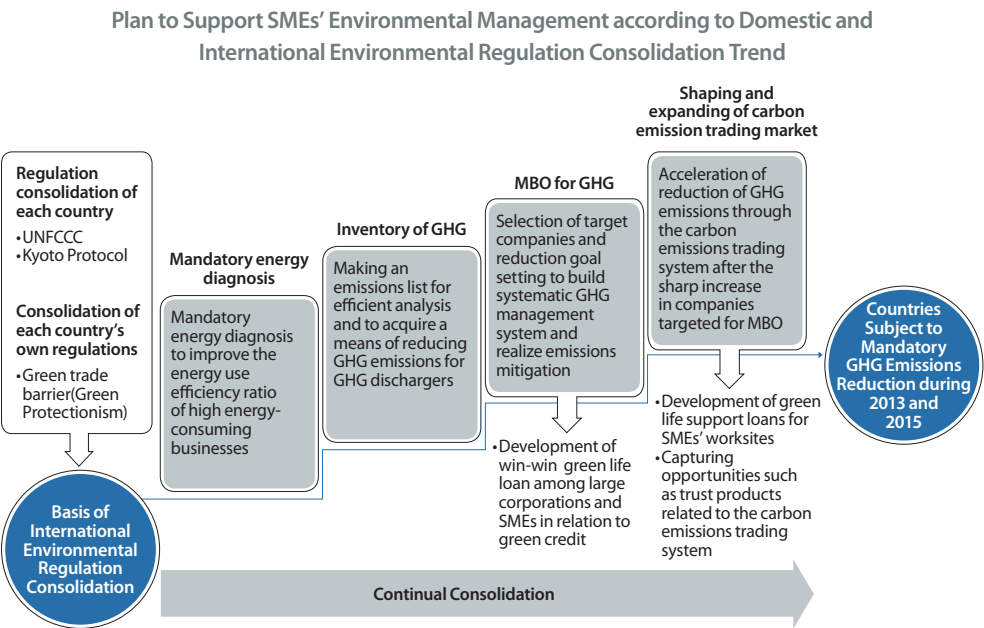 Plan to Support SMEs' Environmental Management according to Domestic and
International Environmental Regulation Consolidation Trend
Regulation
consolidation of
each country
•UNFCCC
•Kyoto Protocol
Consolidation of
each country's
own regulations
•Green trade
barrier(Green
Protectionism)
Basis of
International
Environmental
Regulation
Consolidation
Mandatory energy
diagnosis
Mandatory
energy diagnosis
to improve the
energy use
efficiency ratio
of high energy-
consuming
businesses
Inventory of GHG
Making an
emissions list for
efficient analysis
and to acquire a
means of reducing
GHG emissions for
GHG dischargers
MBO for GHG
Selection of target
companies and
reduction goal
setting to build
systematic GHG
management
system and
realize emissions
mitigation
•Development of
win-win green life
loan among large
corporations and
SMEs in relation to
green credit
Shaping and
expanding of carbon
emission trading market
Acceleration of
reduction of GHG
emissions through
the carbon
emissions trading
system after the
sharp increase
in companies
targeted for MBO
•Development of green
life support loans for
SMEs' worksites
•Capturing
opportunities such
as trust products
related to the carbon
emissions trading
system
Countries
Subject to
Mandatory
GHG Emissions
Reduction during
2013 and
2015
Continual Consolidation